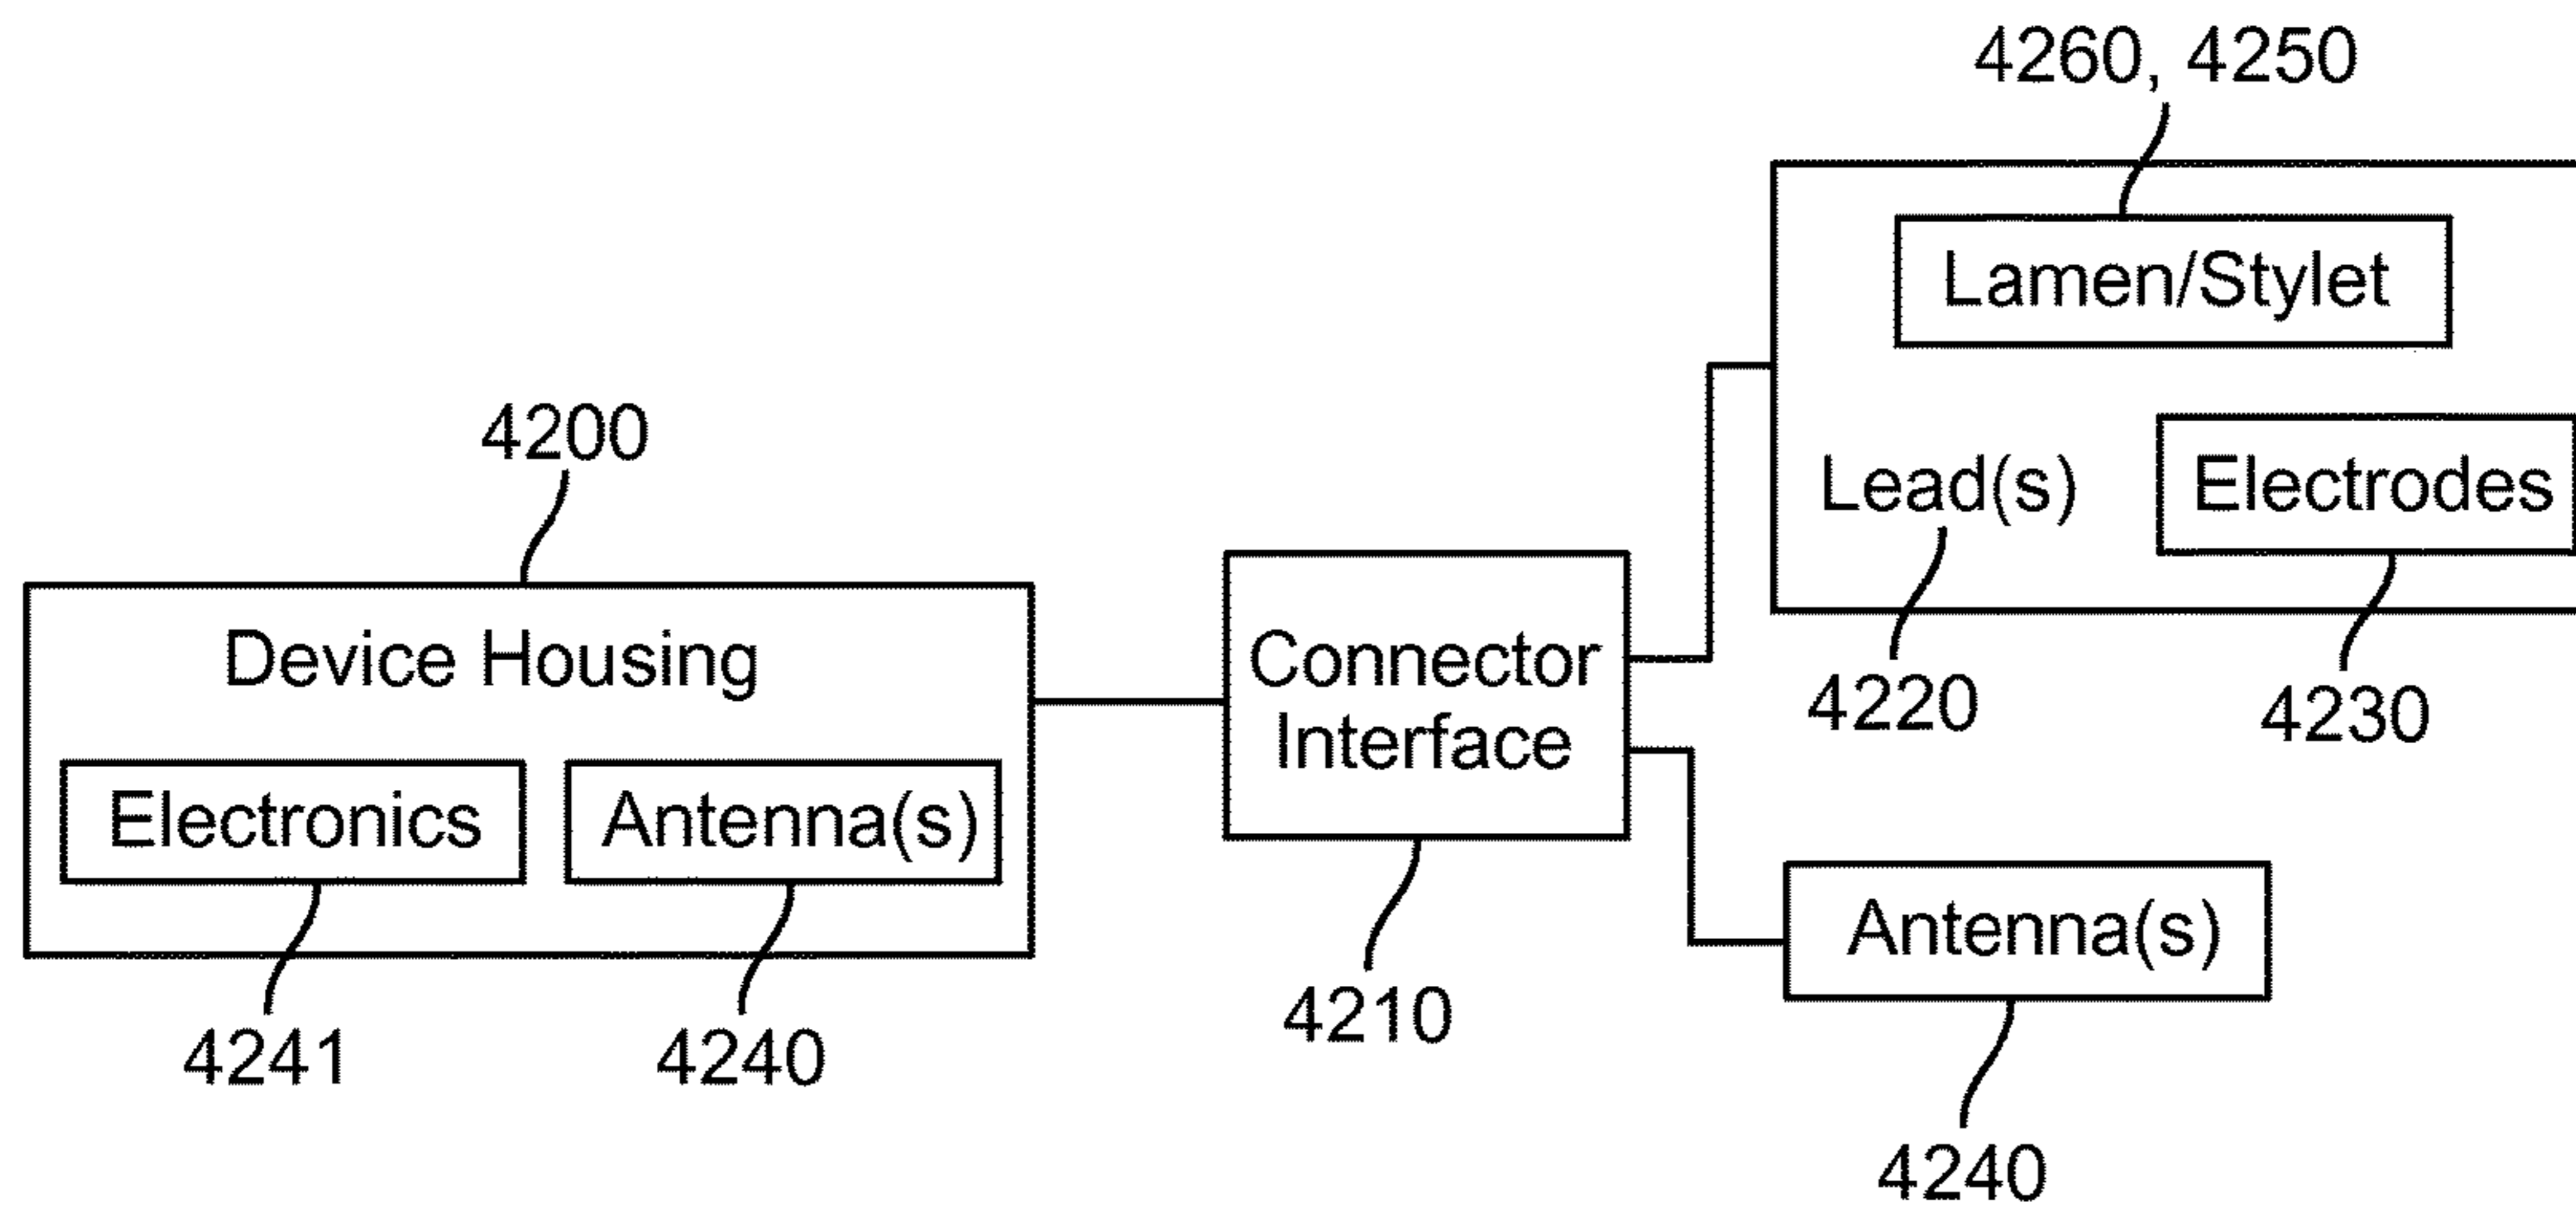 4260, 4250
Lamen/Stylet
4200
Lead(s)
Electrodes
Device Housing
Connector
Interface
4220
4230
Electronics
Antenna(s)
Antenna(s)
4241
4240
4210
4240